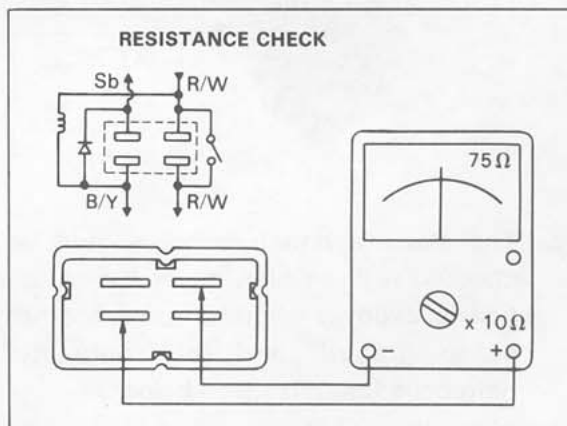 RESISTANCE CHECK
Sb R/W
B/Y R/W
75Ω
x 10Ω
- +